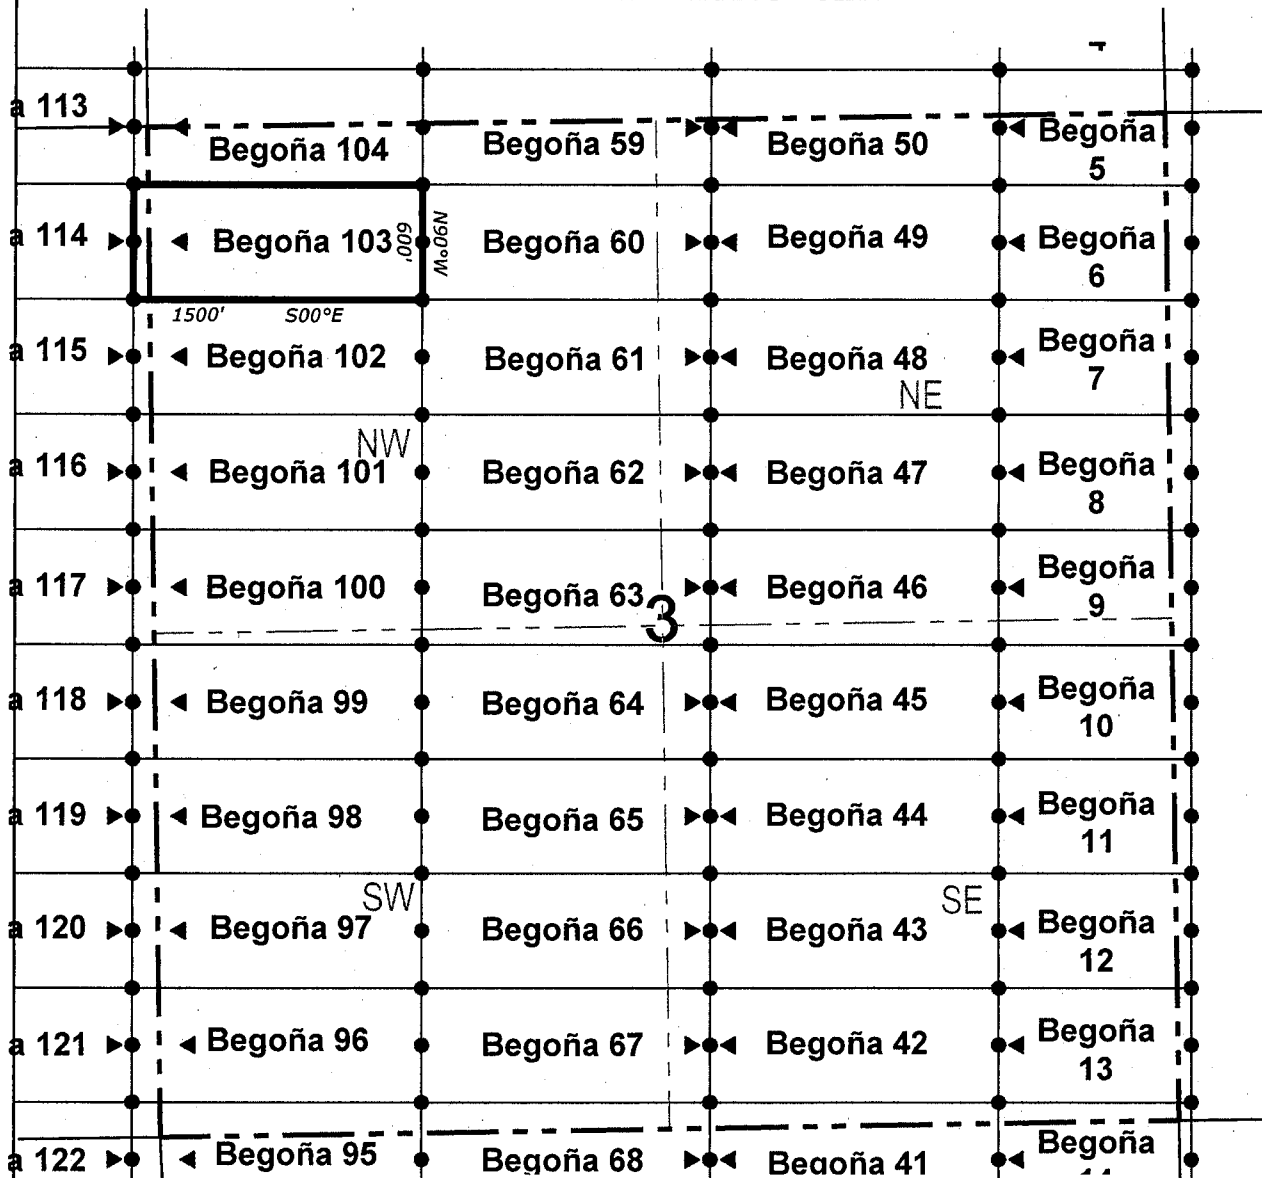 a 113
Begoña 104
Begoña 59
Begoña 50
Begoña
5
a 114
Begoña 103
600'
N90°W
Begoña 60
Begoña 49
Begoña
6
1500' S00°E
a 115
Begoña 102
Begoña 61
Begoña 48
Begoña
7
NE
NW
a 116
Begoña 101
Begoña 62
Begoña 47
Begoña
8
a 117
Begoña 100
Begoña 63
Begoña 46
Begoña
9
3
a 118
Begoña 99
Begoña 64
Begoña 45
Begoña
10
a 119
Begoña 98
Begoña 65
Begoña 44
Begoña
11
SW
SE
a 120
Begoña 97
Begoña 66
Begoña 43
Begoña
12
a 121
Begoña 96
Begoña 67
Begoña 42
Begoña
13
a 122
Begoña 95
Begoña 68
Begoña 41
Begoña